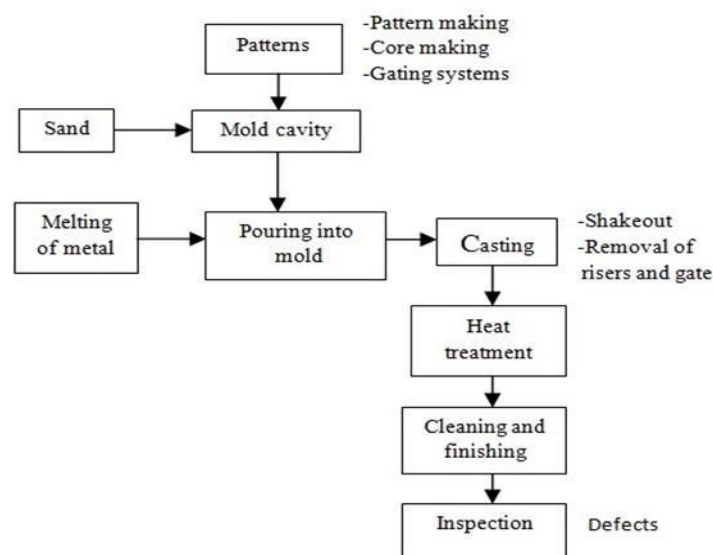 Patterns
-Pattern making
-Core making
-Gating systems
Sand
Mold cavity
Melting
of metal
Pouring into
mold
Casting
-Shakeout
-Removal of
risers and gate
Heat
treatment
Cleaning and
finishing
Inspection
Defects